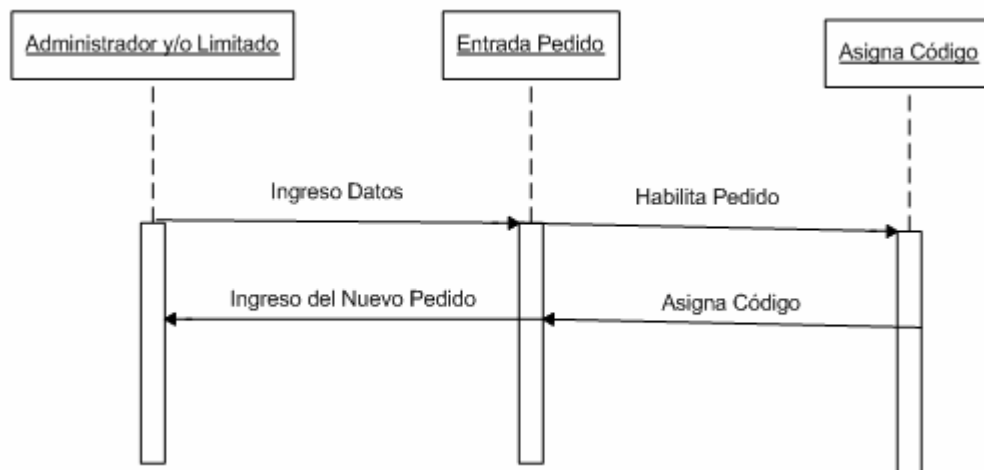 Administrador y/o Limitado
Entrada Pedido
Asigna Código
Ingreso Datos
Habilita Pedido
Ingreso del Nuevo Pedido
Asigna Código